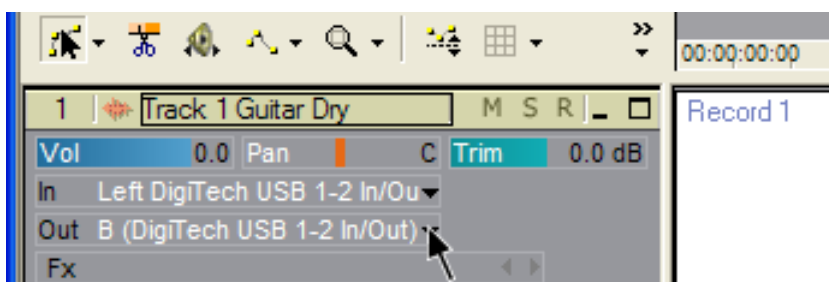 00:00:00:00
1 Track 1 Guitar Dry M S R
Record 1
Vol 0.0 Pan C Trim 0.0 dB
In Left DigiTech USB 1-2 In/Ou
Out B (DigiTech USB 1-2 In/Out)
Fx